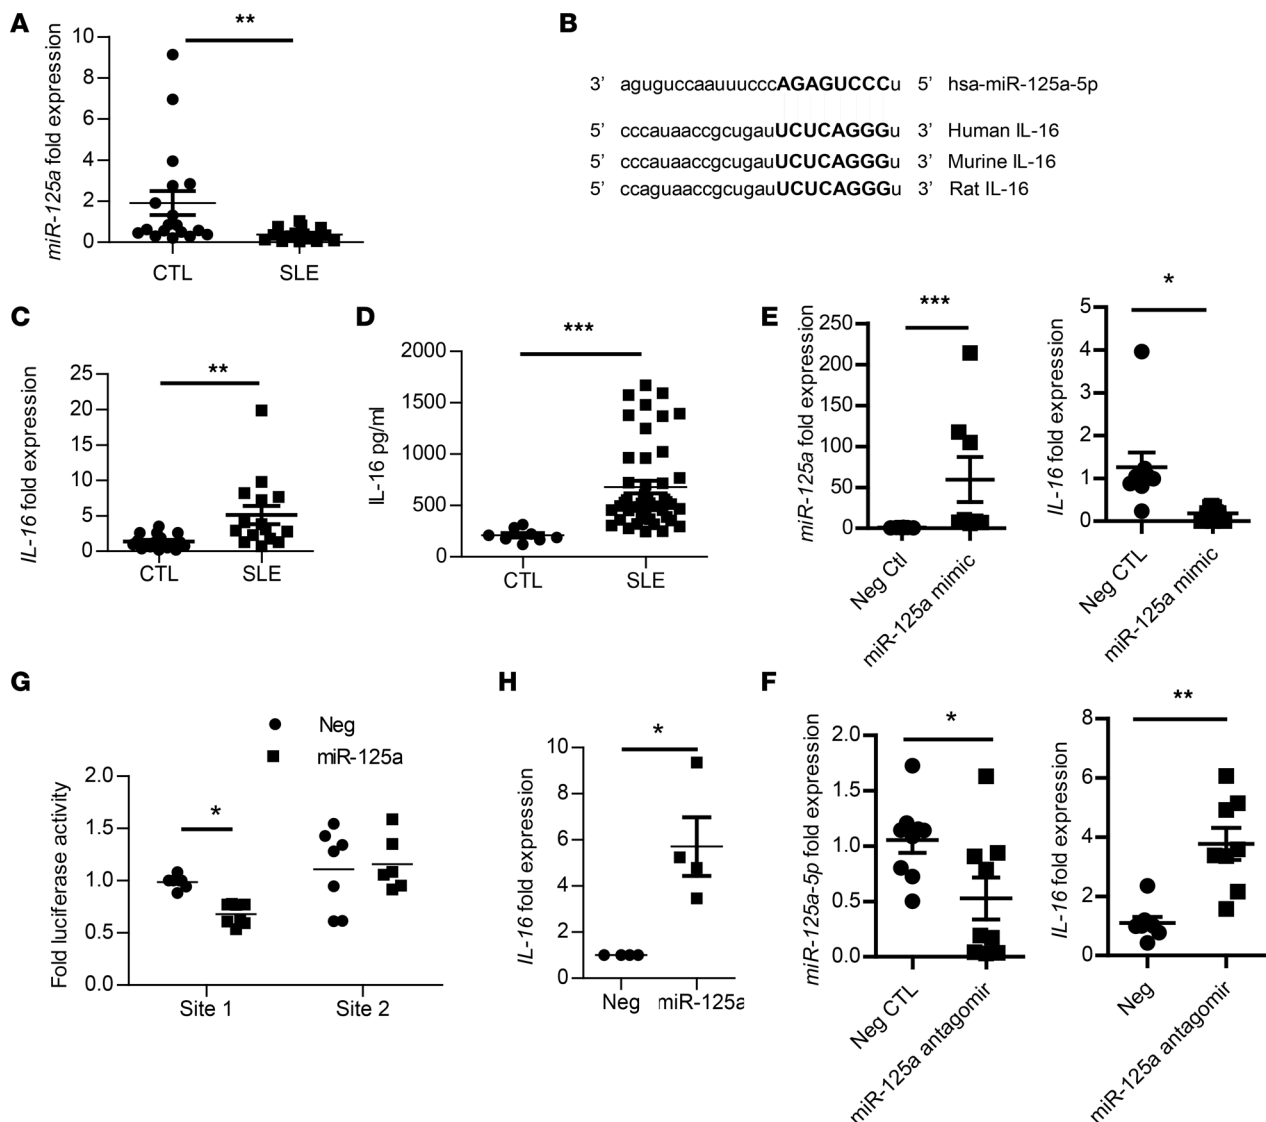 A
**
miR-125a fold expression
10
8
6
4
2
0
CTL
SLE
B
3’ aguguccaauuucccAGAGUCCCu 5’ hsa-miR-125a-5p
5’ cccauaaccgcugauUCUCAGGGu 3’ Human IL-16
5’ cccauaaccgcugauUCUCAGGGu 3’ Murine IL-16
5’ ccaguaaccgcugauUCUCAGGGu 3’ Rat IL-16
C
**
IL-16 fold expression
25
20
15
10
5
0
CTL
SLE
D
***
IL-16 pg/ml
2000
1500
1000
500
0
CTL
SLE
E
***
miR-125a fold expression
250
200
150
100
50
0
Neg Ctl
miR-125a mimic
*
IL-16 fold expression
5
4
3
2
1
0
Neg CTL
miR-125a mimic
G
Neg
miR-125a
*
Fold luciferase activity
2.0
1.5
1.0
0.5
0.0
Site 1
Site 2
H
*
IL-16 fold expression
10
8
6
4
2
0
Neg
miR-125a
F
*
miR-125a-5p fold expression
2.0
1.5
1.0
0.5
0.0
Neg CTL
miR-125a antagomir
**
IL-16 fold expression
8
6
4
2
0
Neg
miR-125a antagomir